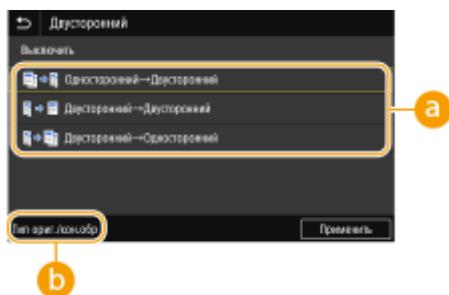 Двусторонний
Выключить
Односторонний→Двусторонний
a
Двусторонний→Двусторонний
Двусторонний→Односторонний
Тип ориг./кон.обр
Применить
b